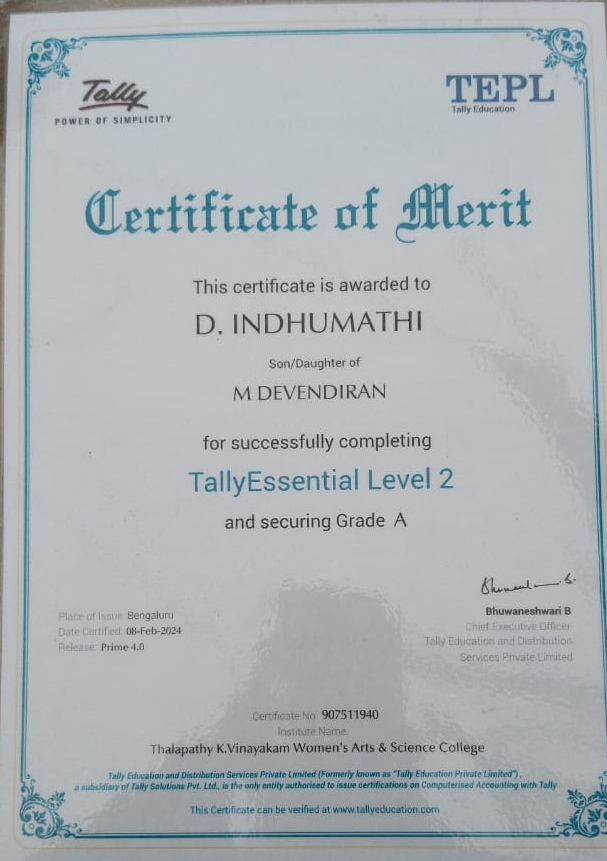 Tally
POWER OF SIMPLICITY
TEPL
Tally Education
Certificate of Merit
This certificate is awarded to
D. INDHUMATHI
Son/Daughter of
M DEVENDIRAN
for successfully completing
TallyEssential Level 2
and securing Grade A
Place of Issue: Bengaluru
Date Certified: 08-Feb-2024
Release: Prime 4.0
Bhuwaneshwari B
Chief Executive Officer
Tally Education and Distribution
Services Private Limited
Certificate No: 907511940
Institute Name:
Thalapathy K.Vinayakam Women's Arts & Science College
Tally Education and Distribution Services Private Limited (Formerly known as "Tally Education Private Limited"),
a subsidiary of Tally Solutions Pvt. Ltd., is the only entity authorised to issue certifications on Computerised Accounting with Tally
This Certificate can be verified at www.tallyeducation.com